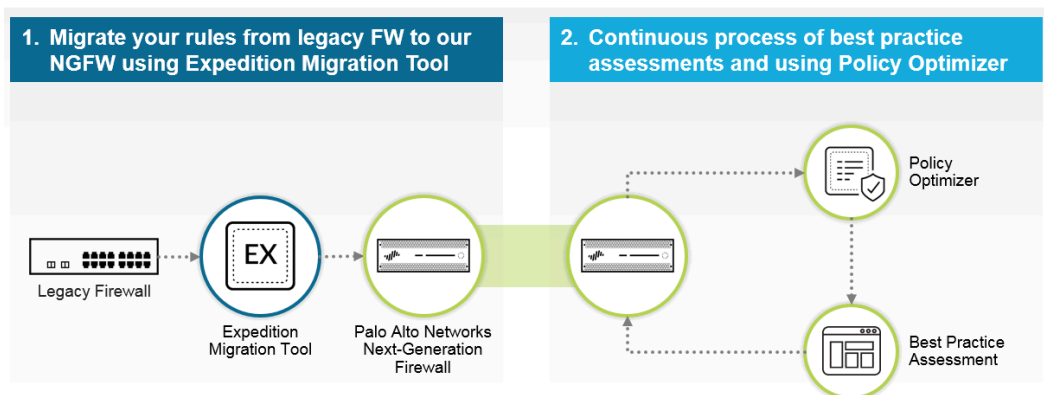 1. Migrate your rules from legacy FW to our
NGFW using Expedition Migration Tool
2. Continuous process of best practice
assessments and using Policy Optimizer
Legacy Firewall
EX
Expedition
Migration Tool
Palo Alto Networks
Next-Generation
Firewall
Policy
Optimizer
Best Practice
Assessment